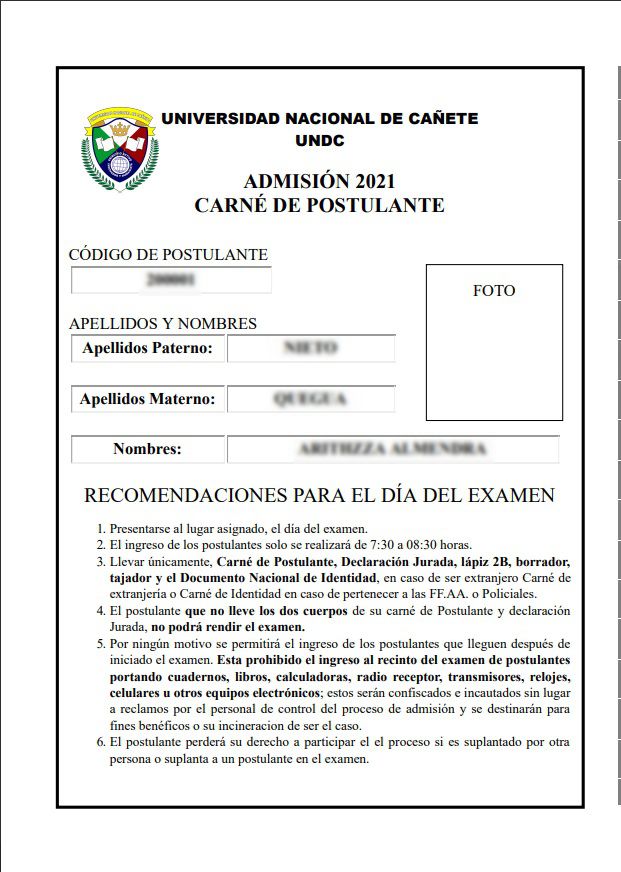 UNIVERSIDAD NACIONAL DE CAÑETE
UNDC
ADMISIÓN 2021
CARNÉ DE POSTULANTE
CÓDIGO DE POSTULANTE
FOTO
APELLIDOS Y NOMBRES
Apellidos Paterno:
Apellidos Materno:
Nombres:
RECOMENDACIONES PARA EL DÍA DEL EXAMEN
1. Presentarse al lugar asignado, el día del examen.
2. El ingreso de los postulantes solo se realizará de 7:30 a 08:30 horas.
3. Llevar únicamente, Carné de Postulante, Declaración Jurada, lápiz 2B, borrador,
tajador y el Documento Nacional de Identidad, en caso de ser extranjero Carné de
extranjería o Carné de Identidad en caso de pertenecer a las FF.AA. o Policiales.
4. El postulante que no lleve los dos cuerpos de su carné de Postulante y declaración
Jurada, no podrá rendir el examen.
5. Por ningún motivo se permitirá el ingreso de los postulantes que lleguen después de
iniciado el examen. Esta prohibido el ingreso al recinto del examen de postulantes
portando cuadernos, libros, calculadoras, radio receptor, transmisores, relojes,
celulares u otros equipos electrónicos; estos serán confiscados e incautados sin lugar
a reclamos por el personal de control del proceso de admisión y se destinarán para
fines benéficos o su incineracion de ser el caso.
6. El postulante perderá su derecho a participar el el proceso si es suplantado por otra
persona o suplanta a un postulante en el examen.